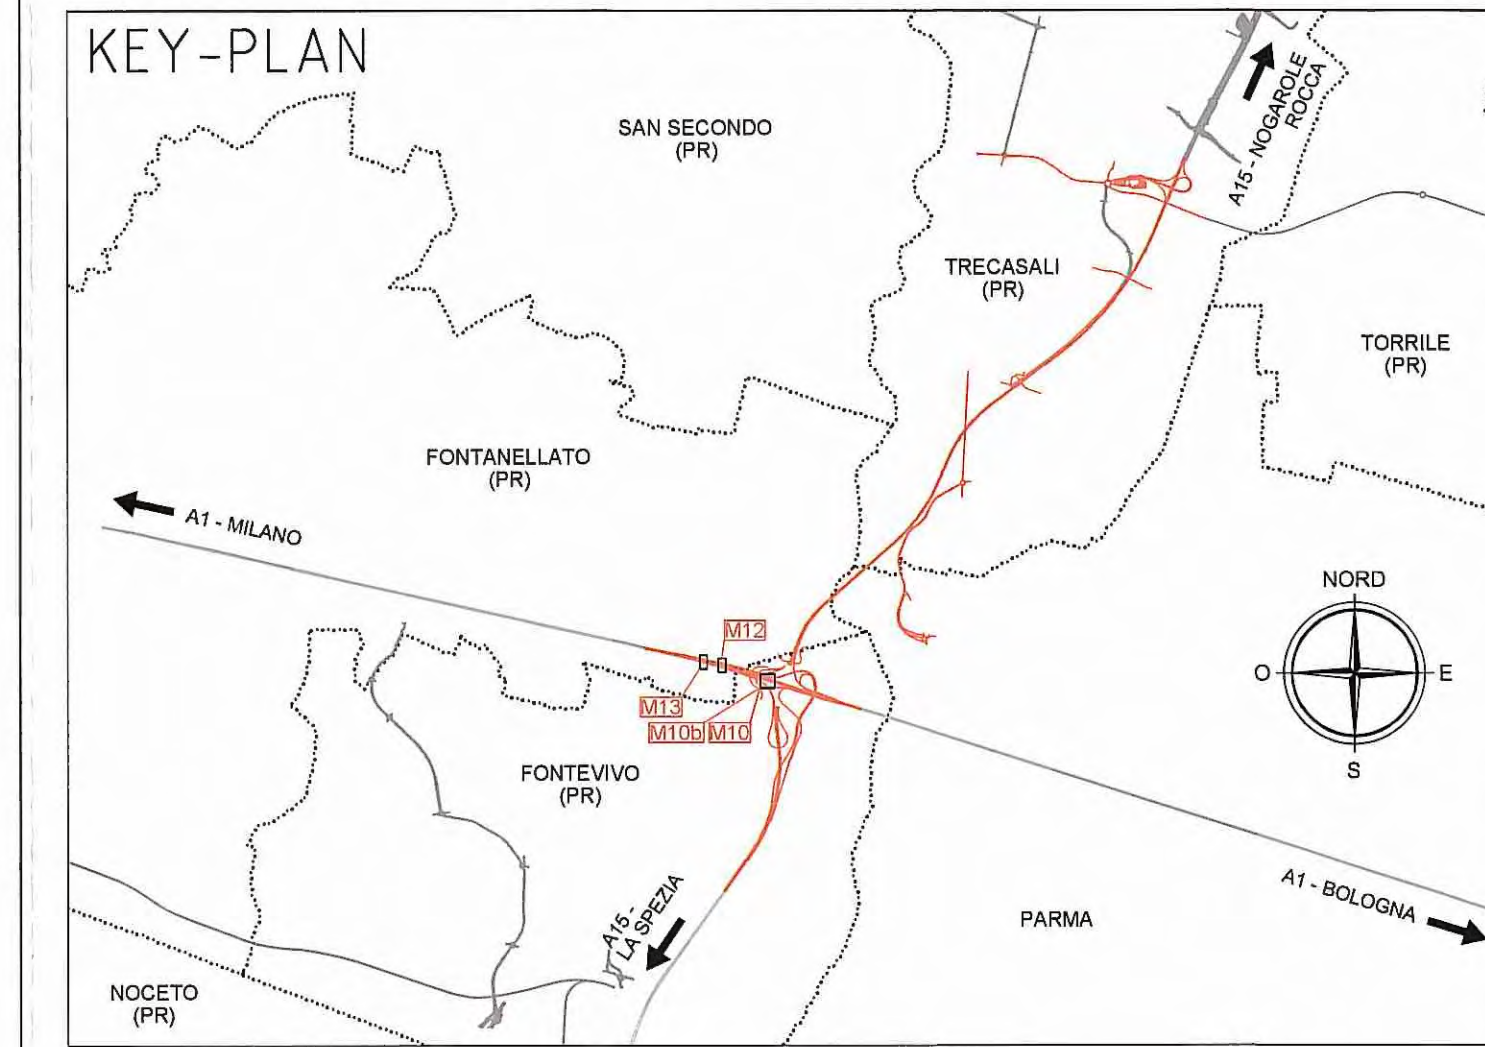 KEY-PLAN
SAN SECONDO
(PR)
A15 - NOGAROLE
ROCCA
TRECASALI
(PR)
TORRILE
(PR)
FONTANELLATO
(PR)
A1 - MILANO
NORD
O
E
S
M12
M13
M10b
M10
FONTEVIVO
(PR)
A15 -
LA SPEZIA
PARMA
A1 - BOLOGNA
NOCETO
(PR)